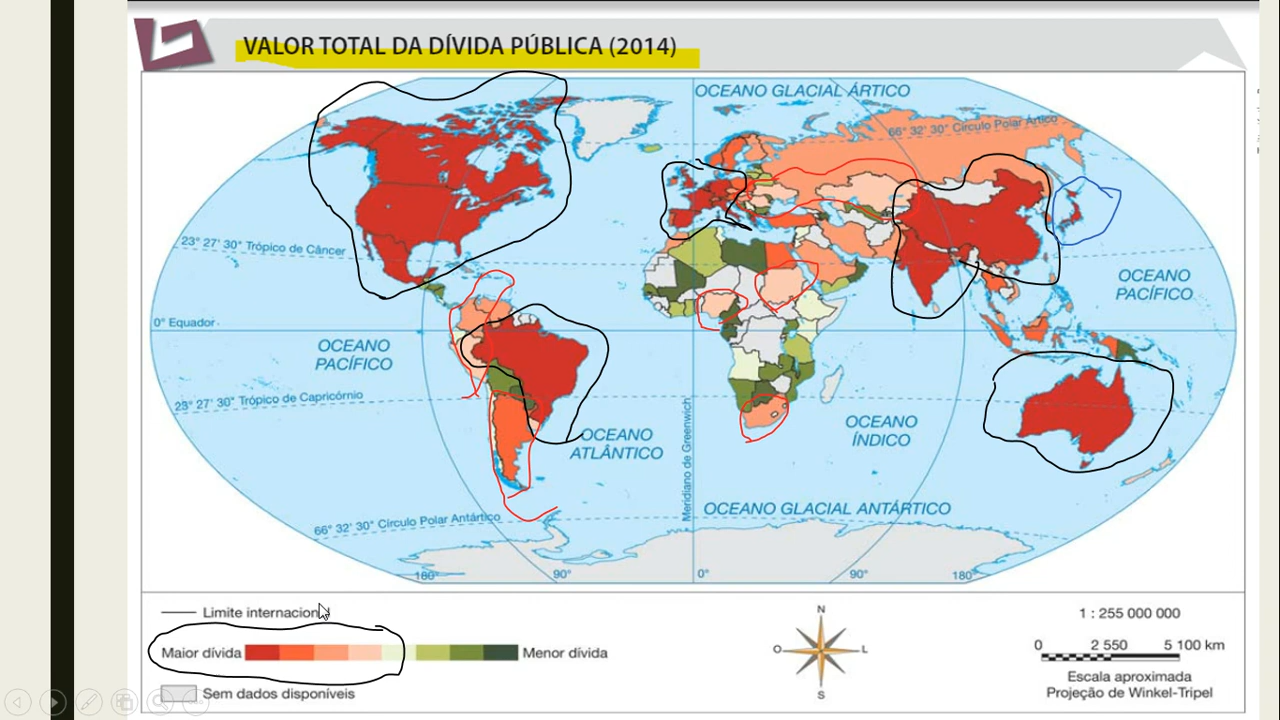 VALOR TOTAL DA DÍVIDA PÚBLICA (2014)
OCEANO GLACIAL ÁRTICO
66° 32' 30" Círculo Polar Ártico
23° 27' 30" Trópico de Câncer
OCEANO
PACÍFICO
0° Equador
OCEANO
PACÍFICO
23° 27' 30" Trópico de Capricórnio
OCEANO
ATLÂNTICO
Meridiano de Greenwich
OCEANO
ÍNDICO
OCEANO GLACIAL ANTÁRTICO
66° 32' 30" Círculo Polar Antártico
180° 90° 0° 90° 180°
Limite internacional
Maior dívida Menor dívida
Sem dados disponíveis
N
O L
S
1 : 255 000 000
0 2 550 5 100 km
Escala aproximada
Projeção de Winkel-Tripel